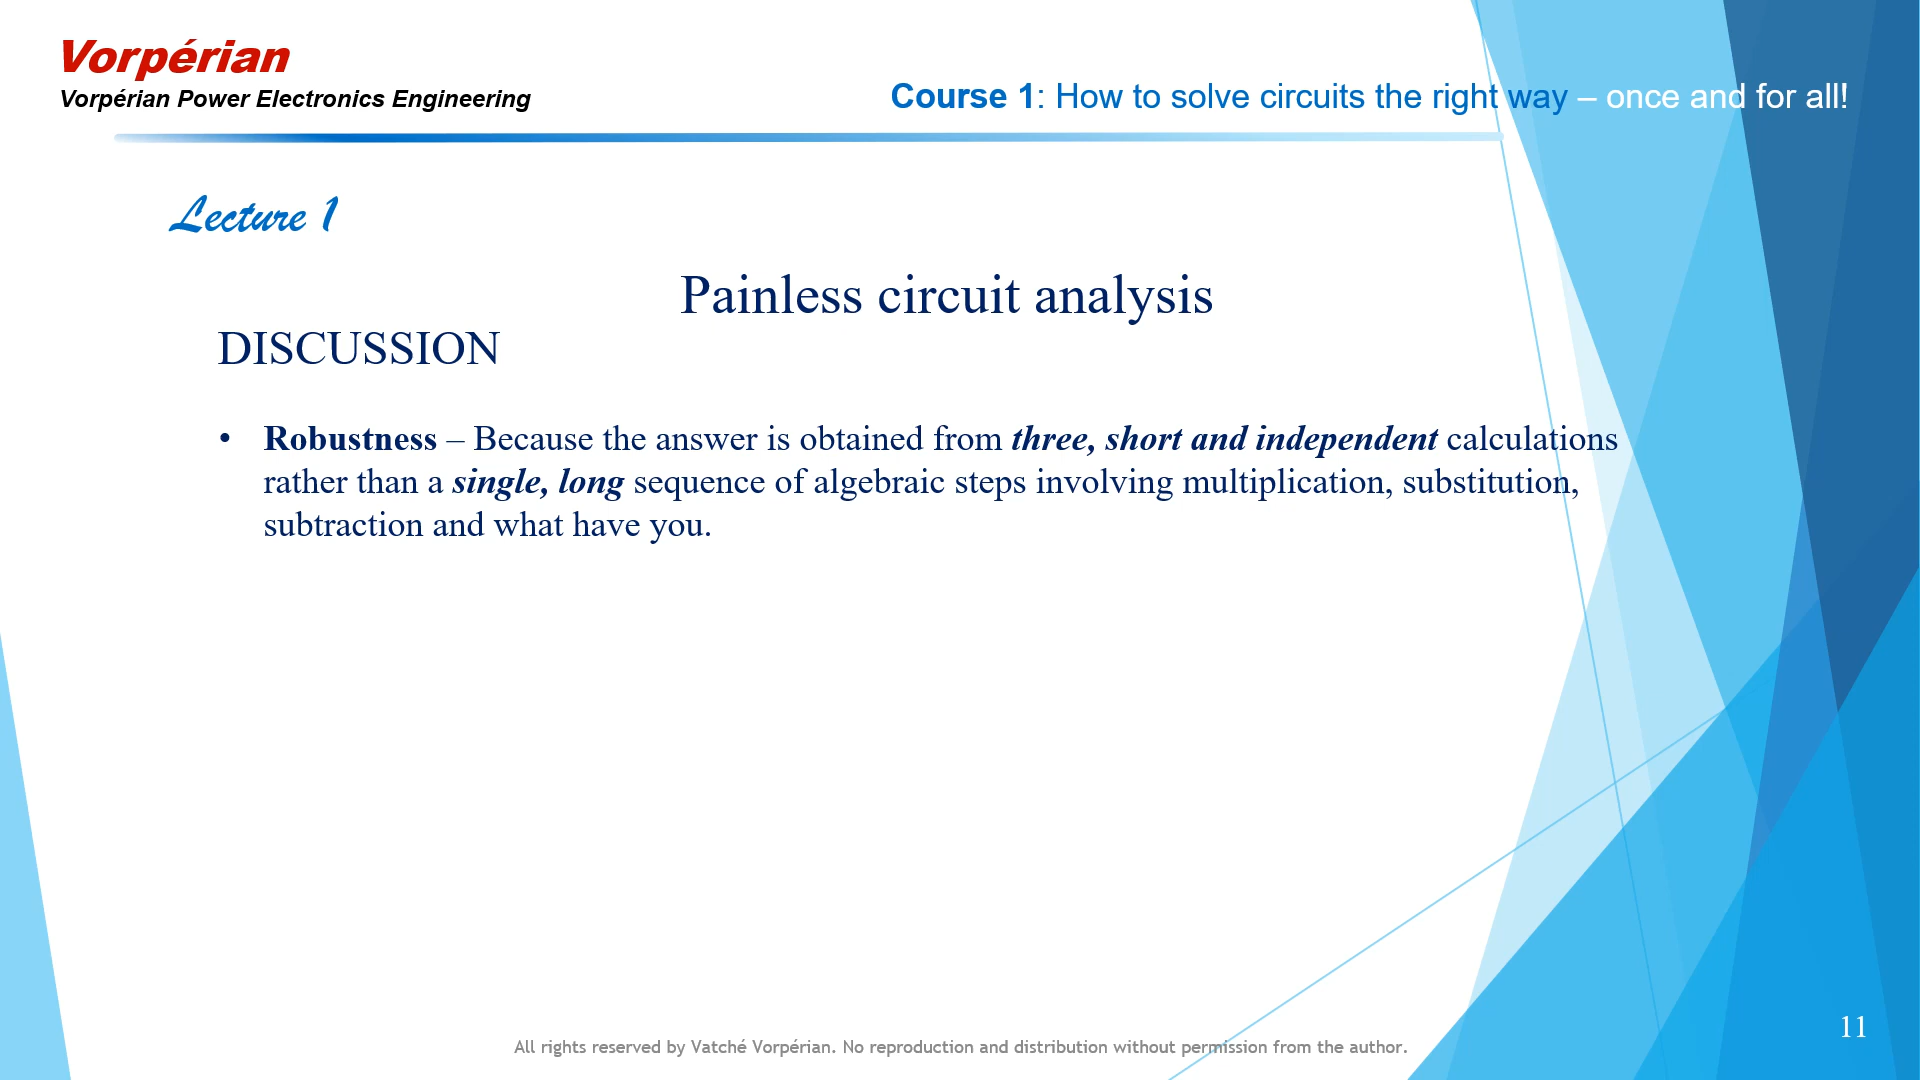 Vorpérian
Vorpérian Power Electronics Engineering
Course 1: How to solve circuits the right way – once and for all!
Lecture 1
Painless circuit analysis
DISCUSSION
• Robustness – Because the answer is obtained from three, short and independent calculations
rather than a single, long sequence of algebraic steps involving multiplication, substitution,
subtraction and what have you.
All rights reserved by Vatché Vorpérian. No reproduction and distribution without permission from the author.
11